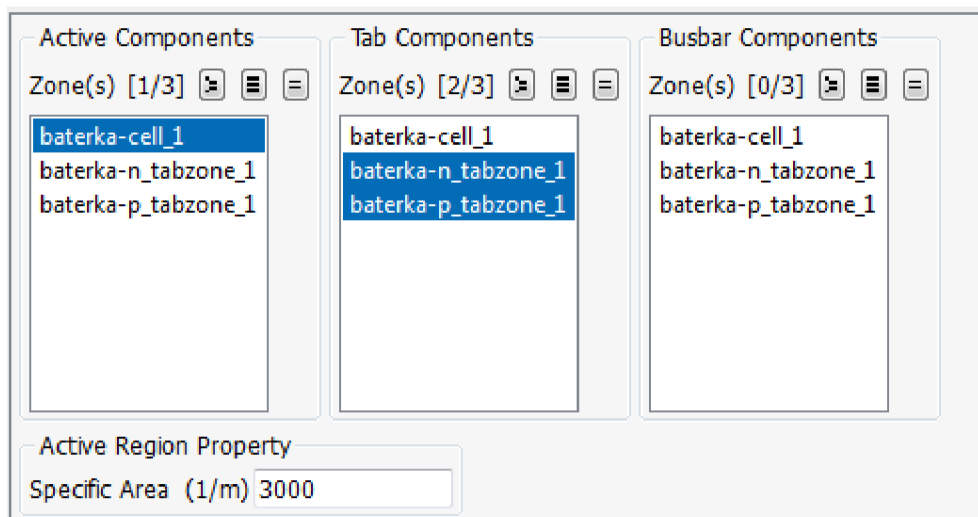 Active Components
Zone(s) [1/3]
baterka-cell_1
baterka-n_tabzone_1
baterka-p_tabzone_1
Tab Components
Zone(s) [2/3]
baterka-cell_1
baterka-n_tabzone_1
baterka-p_tabzone_1
Busbar Components
Zone(s) [0/3]
baterka-cell_1
baterka-n_tabzone_1
baterka-p_tabzone_1
Active Region Property
Specific Area (1/m) 3000